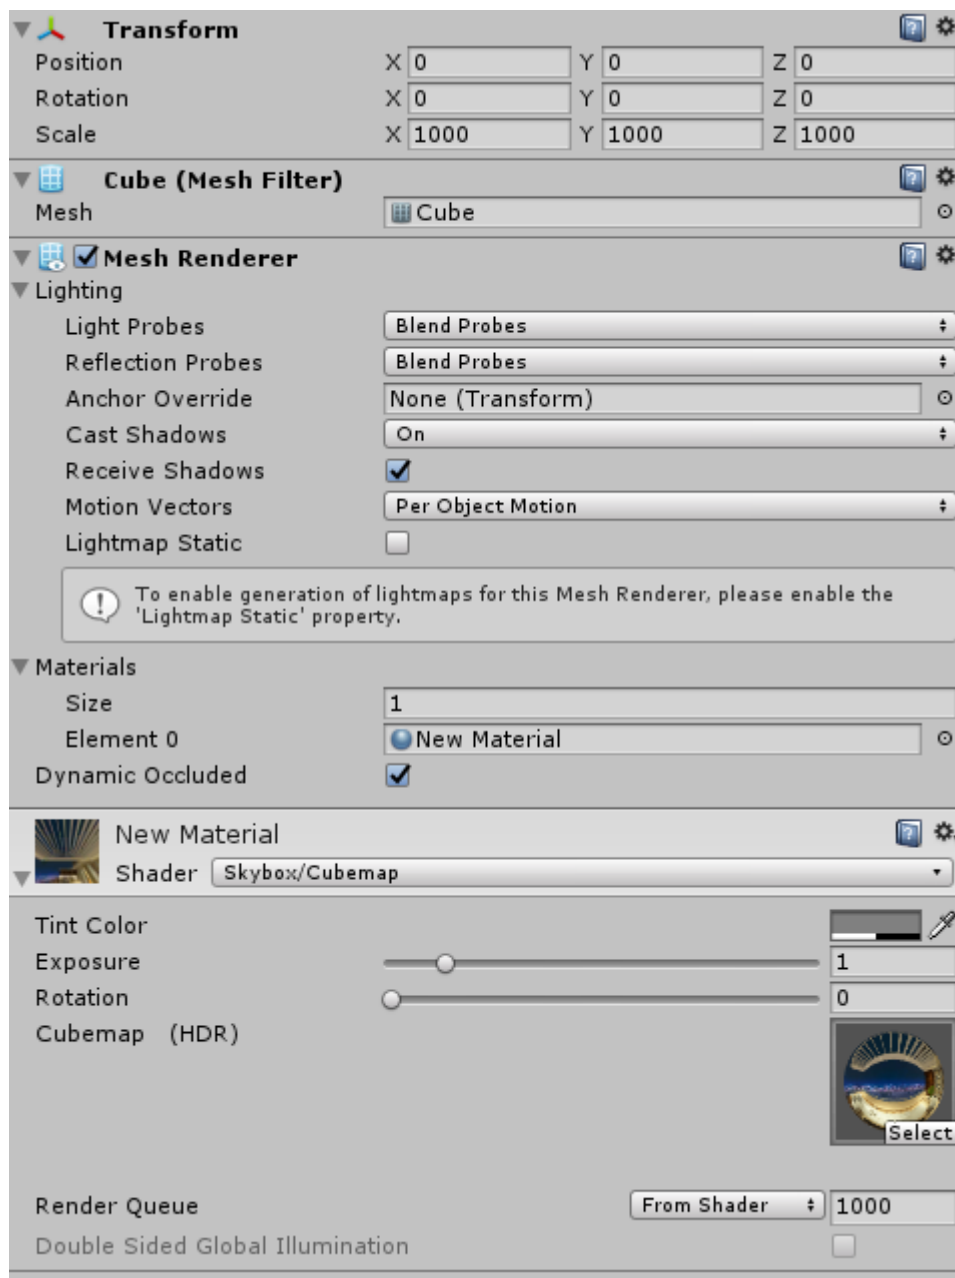 Transform
Position X 0 Y 0 Z 0
Rotation X 0 Y 0 Z 0
Scale X 1000 Y 1000 Z 1000
Cube (Mesh Filter)
Mesh Cube
Mesh Renderer
Lighting
Light Probes Blend Probes
Reflection Probes Blend Probes
Anchor Override None (Transform)
Cast Shadows On
Receive Shadows
Motion Vectors Per Object Motion
Lightmap Static
To enable generation of lightmaps for this Mesh Renderer, please enable the
'Lightmap Static' property.
Materials
Size 1
Element 0 New Material
Dynamic Occluded
New Material
Shader Skybox/Cubemap
Tint Color
Exposure 1
Rotation 0
Cubemap (HDR)
Select
Render Queue From Shader 1000
Double Sided Global Illumination